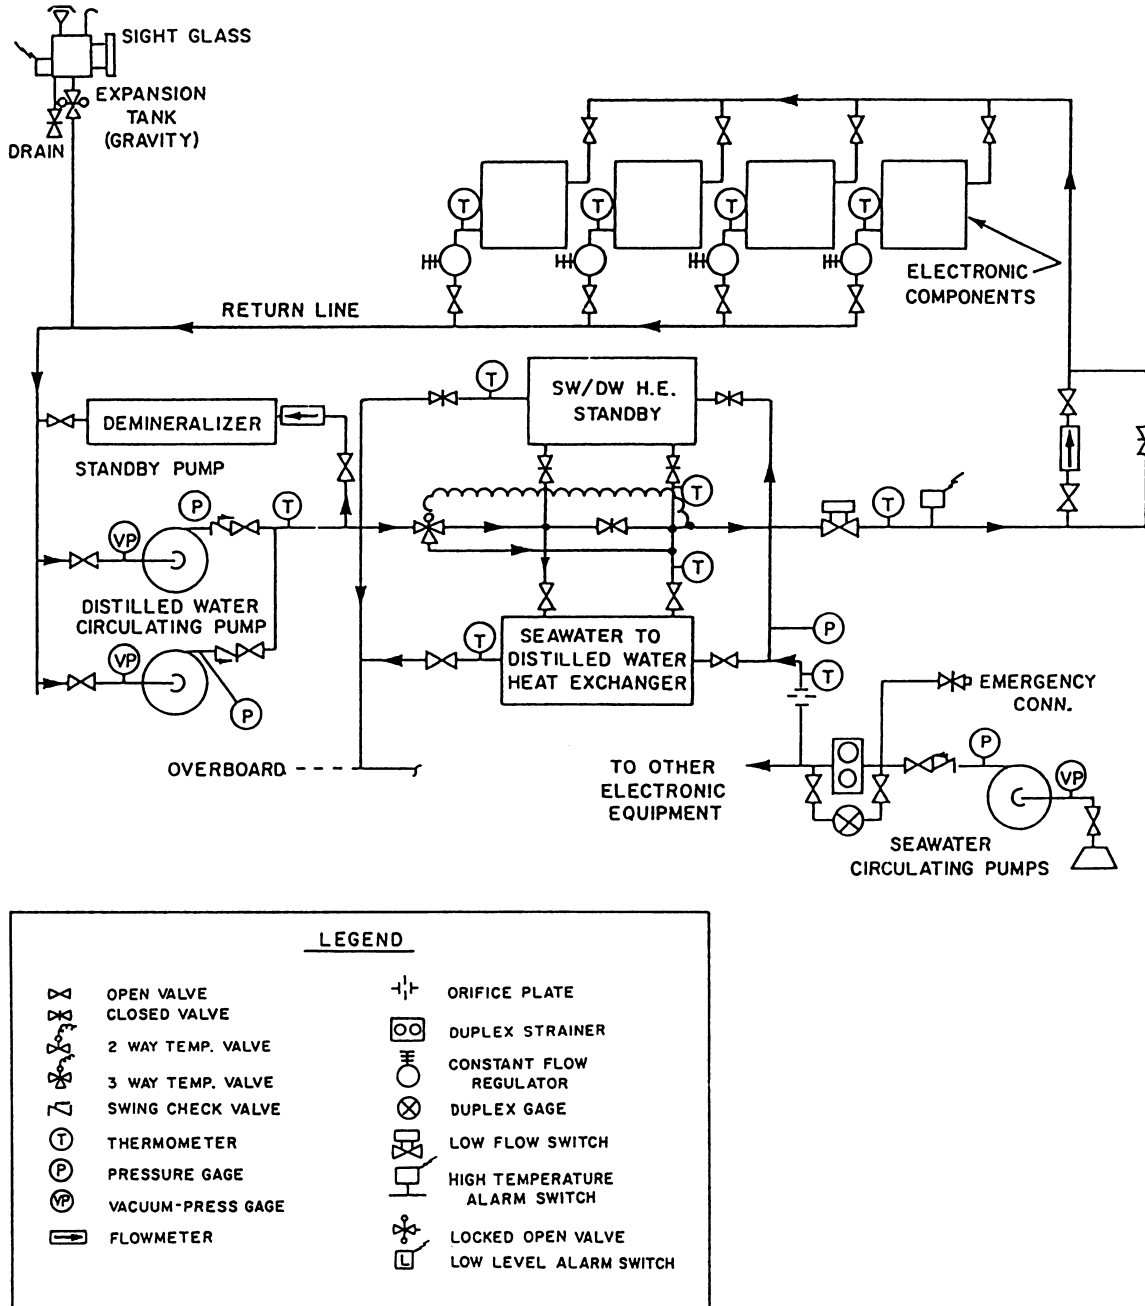 SIGHT GLASS
EXPANSION
TANK
(GRAVITY)
DRAIN
T
T
T
T
ELECTRONIC
COMPONENTS
RETURN LINE
T
SW/DW H.E.
STANDBY
DEMINERALIZER
STANDBY PUMP
P
T
T
T
VP
T
DISTILLED WATER
CIRCULATING PUMP
VP
P
T
SEAWATER TO
DISTILLED WATER
HEAT EXCHANGER
P
T
EMERGENCY
CONN.
OVERBOARD
TO OTHER
ELECTRONIC
EQUIPMENT
P
VP
SEAWATER
CIRCULATING PUMPS
LEGEND
OPEN VALVE
CLOSED VALVE
2 WAY TEMP. VALVE
3 WAY TEMP. VALVE
SWING CHECK VALVE
T THERMOMETER
P PRESSURE GAGE
VP VACUUM-PRESS GAGE
FLOWMETER
ORIFICE PLATE
DUPLEX STRAINER
CONSTANT FLOW
REGULATOR
DUPLEX GAGE
LOW FLOW SWITCH
HIGH TEMPERATURE
ALARM SWITCH
LOCKED OPEN VALVE
L LOW LEVEL ALARM SWITCH